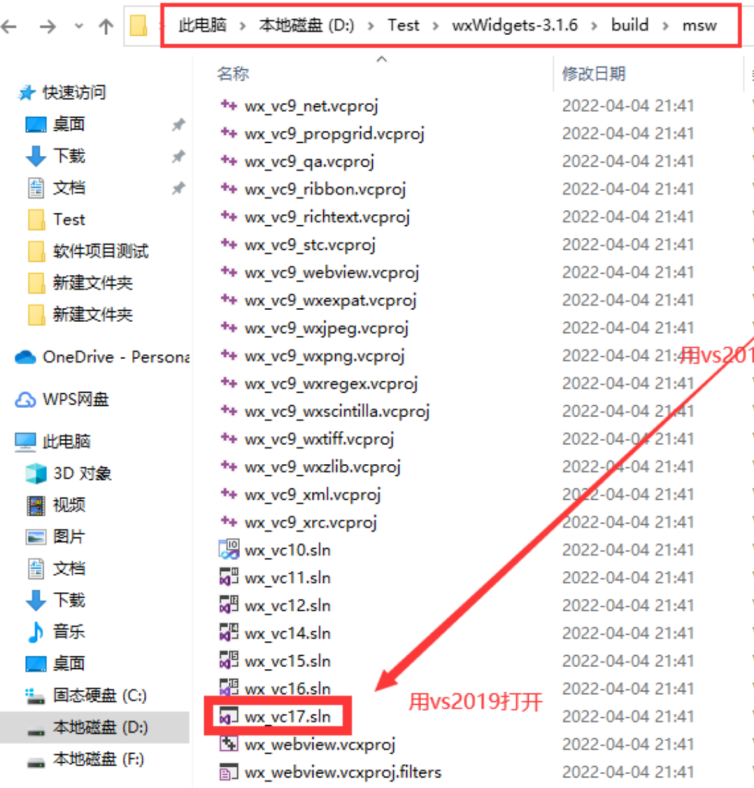 此电脑 > 本地磁盘 (D:) > Test > wxWidgets-3.1.6 > build > msw
名称 修改日期
快速访问
桌面
下载
文档
Test
软件项目测试
新建文件夹
新建文件夹
OneDrive - Persona
WPS网盘
此电脑
3D 对象
视频
图片
文档
下载
音乐
桌面
固态硬盘 (C:)
本地磁盘 (D:)
本地磁盘 (F:)
wx_vc9_net.vcproj 2022-04-04 21:41
wx_vc9_propgrid.vcproj 2022-04-04 21:41
wx_vc9_qa.vcproj 2022-04-04 21:41
wx_vc9_ribbon.vcproj 2022-04-04 21:41
wx_vc9_richtext.vcproj 2022-04-04 21:41
wx_vc9_stc.vcproj 2022-04-04 21:41
wx_vc9_webview.vcproj 2022-04-04 21:41
wx_vc9_wxexpat.vcproj 2022-04-04 21:41
wx_vc9_wxjpeg.vcproj 2022-04-04 21:41
wx_vc9_wxpng.vcproj 2022-04-04 21:41
用vs201
wx_vc9_wxregex.vcproj 2022-04-04 21:41
wx_vc9_wxscintilla.vcproj 2022-04-04 21:41
wx_vc9_wxtiff.vcproj 2022-04-04 21:41
wx_vc9_wxzlib.vcproj 2022-04-04 21:41
wx_vc9_xml.vcproj 2022-04-04 21:41
wx_vc9_xrc.vcproj 2022-04-04 21:41
wx_vc10.sln 2022-04-04 21:41
wx_vc11.sln 2022-04-04 21:41
wx_vc12.sln 2022-04-04 21:41
wx_vc14.sln 2022-04-04 21:41
wx_vc15.sln 2022-04-04 21:41
wx_vc16.sln 2022-04-04 21:41
用vs2019打开
wx_vc17.sln 2022-04-04 21:41
wx_webview.vcxproj 2022-04-04 21:41
wx_webview.vcxproj.filters 2022-04-04 21:41